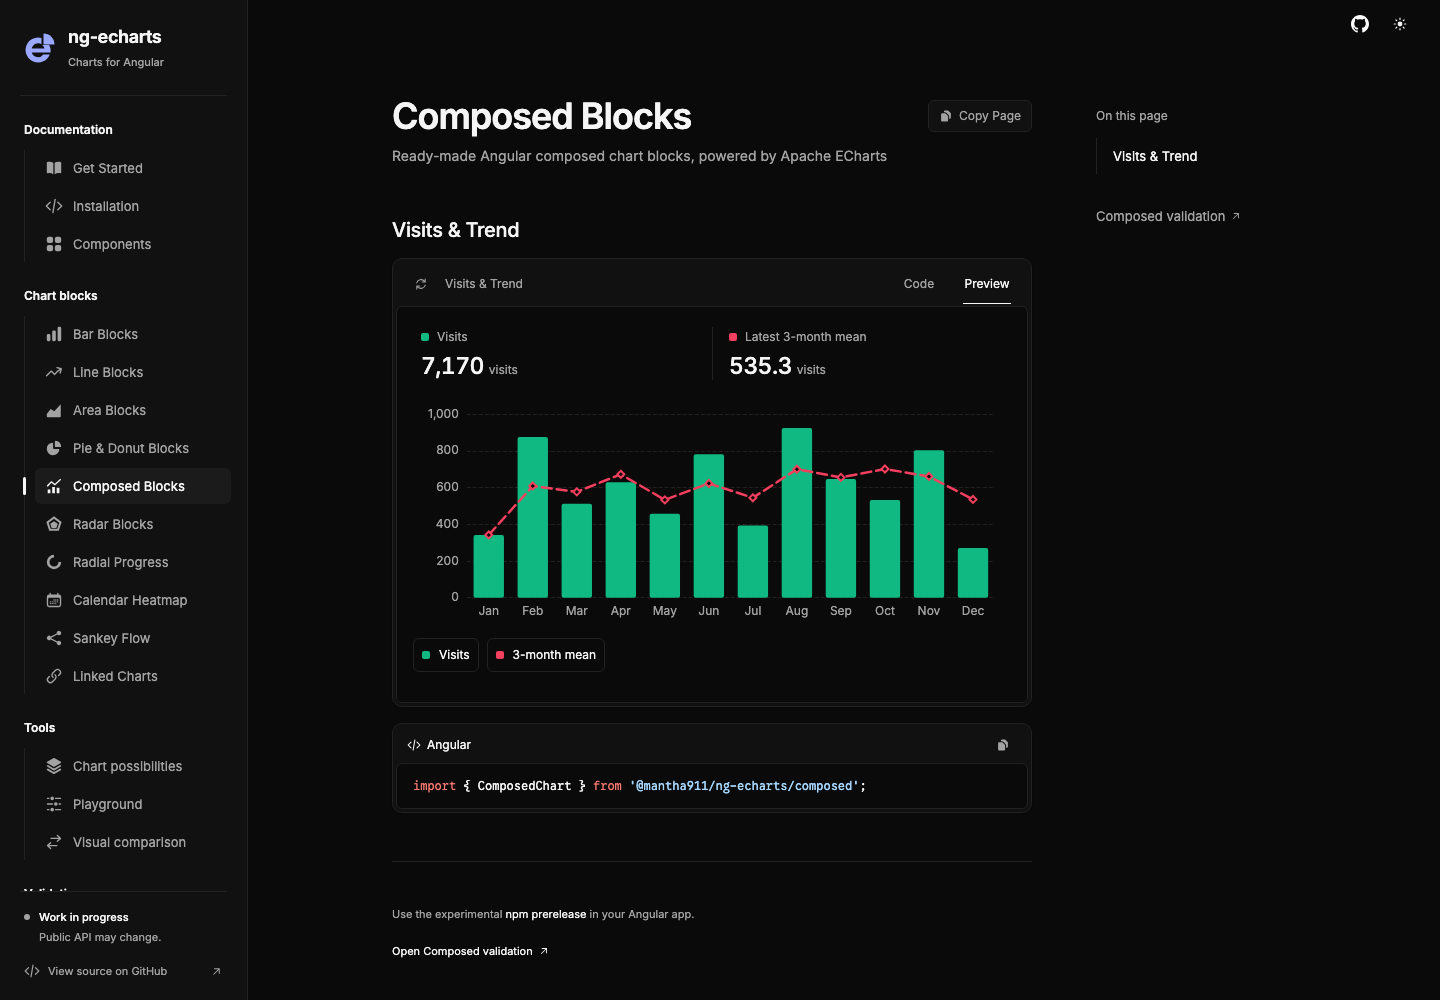 ng-echarts
Charts for Angular
Documentation
Get Started
Installation
Components
Chart blocks
Bar Blocks
Line Blocks
Area Blocks
Pie & Donut Blocks
Composed Blocks
Radar Blocks
Radial Progress
Calendar Heatmap
Sankey Flow
Linked Charts
Tools
Chart possibilities
Playground
Visual comparison
Work in progress
Public API may change.
View source on GitHub
Composed Blocks
Copy Page
Ready-made Angular composed chart blocks, powered by Apache ECharts
Visits & Trend
Visits & Trend
Code
Preview
Visits
7,170 visits
Latest 3-month mean
535.3 visits
1,000
800
600
400
200
0
Jan Feb Mar Apr May Jun Jul Aug Sep Oct Nov Dec
Visits
3-month mean
Angular
import { ComposedChart } from '@mantha911/ng-echarts/composed';
Use the experimental npm prerelease in your Angular app.
Open Composed validation
On this page
Visits & Trend
Composed validation